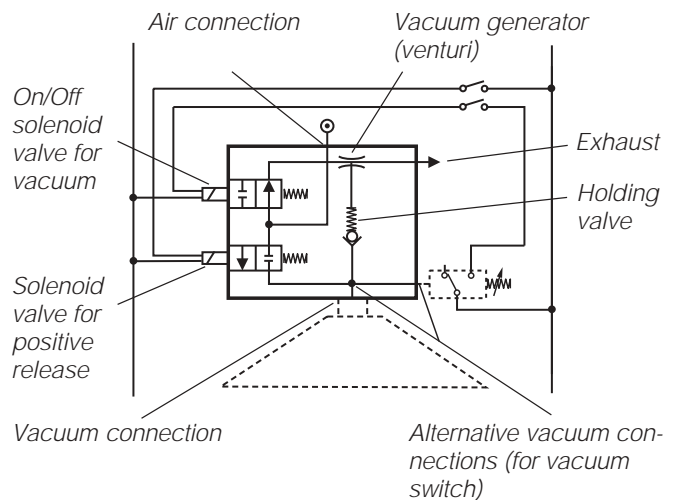 Air connection
Vacuum generator
(venturi)
On/Off
solenoid
valve for
vacuum
Exhaust
Holding
valve
Solenoid
valve for
positive
release
Vacuum connection
Alternative vacuum con-
nections (for vacuum
switch)